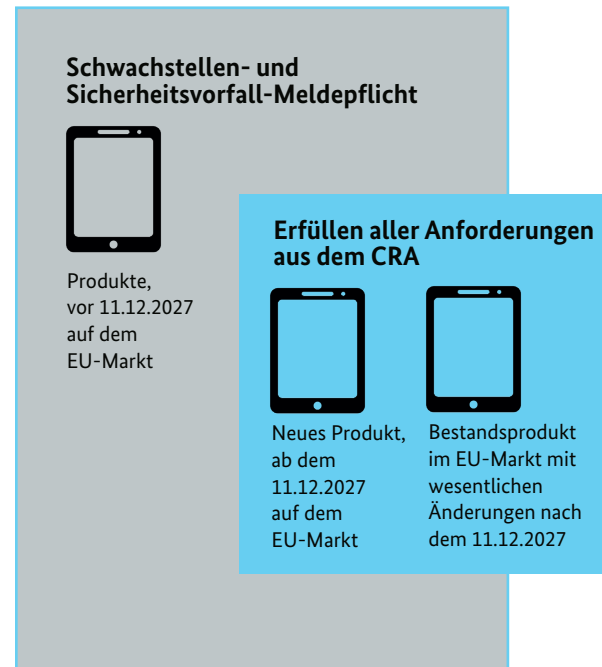 Schwachstellen- und
Sicherheitsvorfall-Meldepflicht
Produkte,
vor 11.12.2027
auf dem
EU-Markt
Erfüllen aller Anforderungen
aus dem CRA
Neues Produkt,
ab dem
11.12.2027
auf dem
EU-Markt
Bestandsprodukt
im EU-Markt mit
wesentlichen
Änderungen nach
dem 11.12.2027